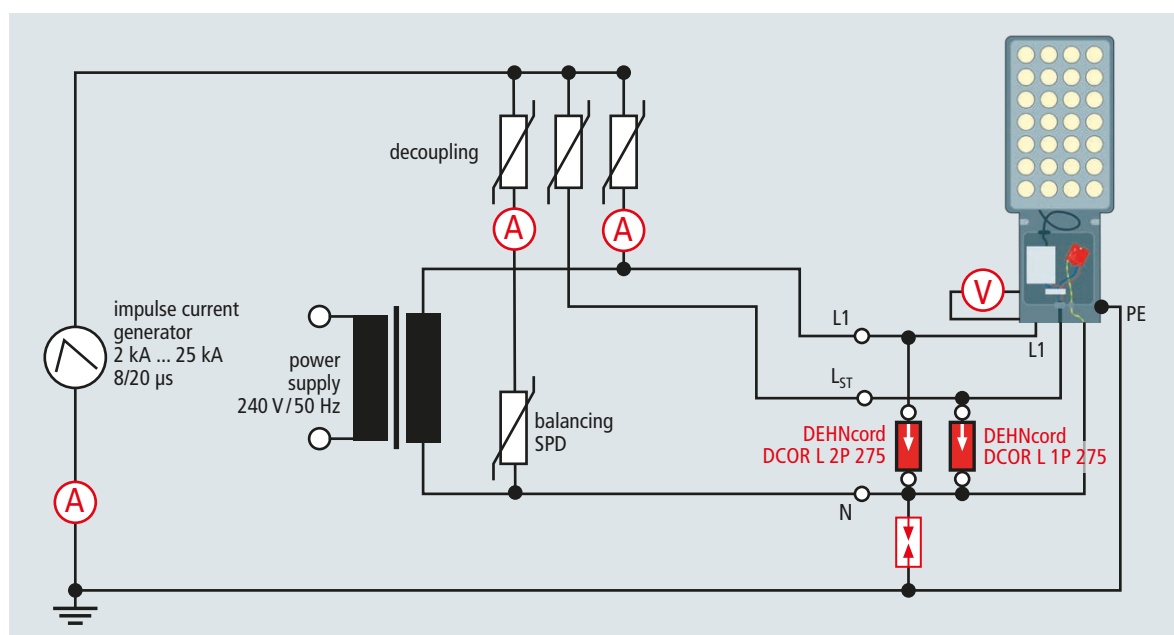 decoupling
A
A
impulse current
generator
2 kA ... 25 kA
8/20 µs
power
supply
240 V / 50 Hz
balancing
SPD
A
V
PE
L1
L1
LST
DEHNcord
DCOR L 2P 275
DEHNcord
DCOR L 1P 275
N